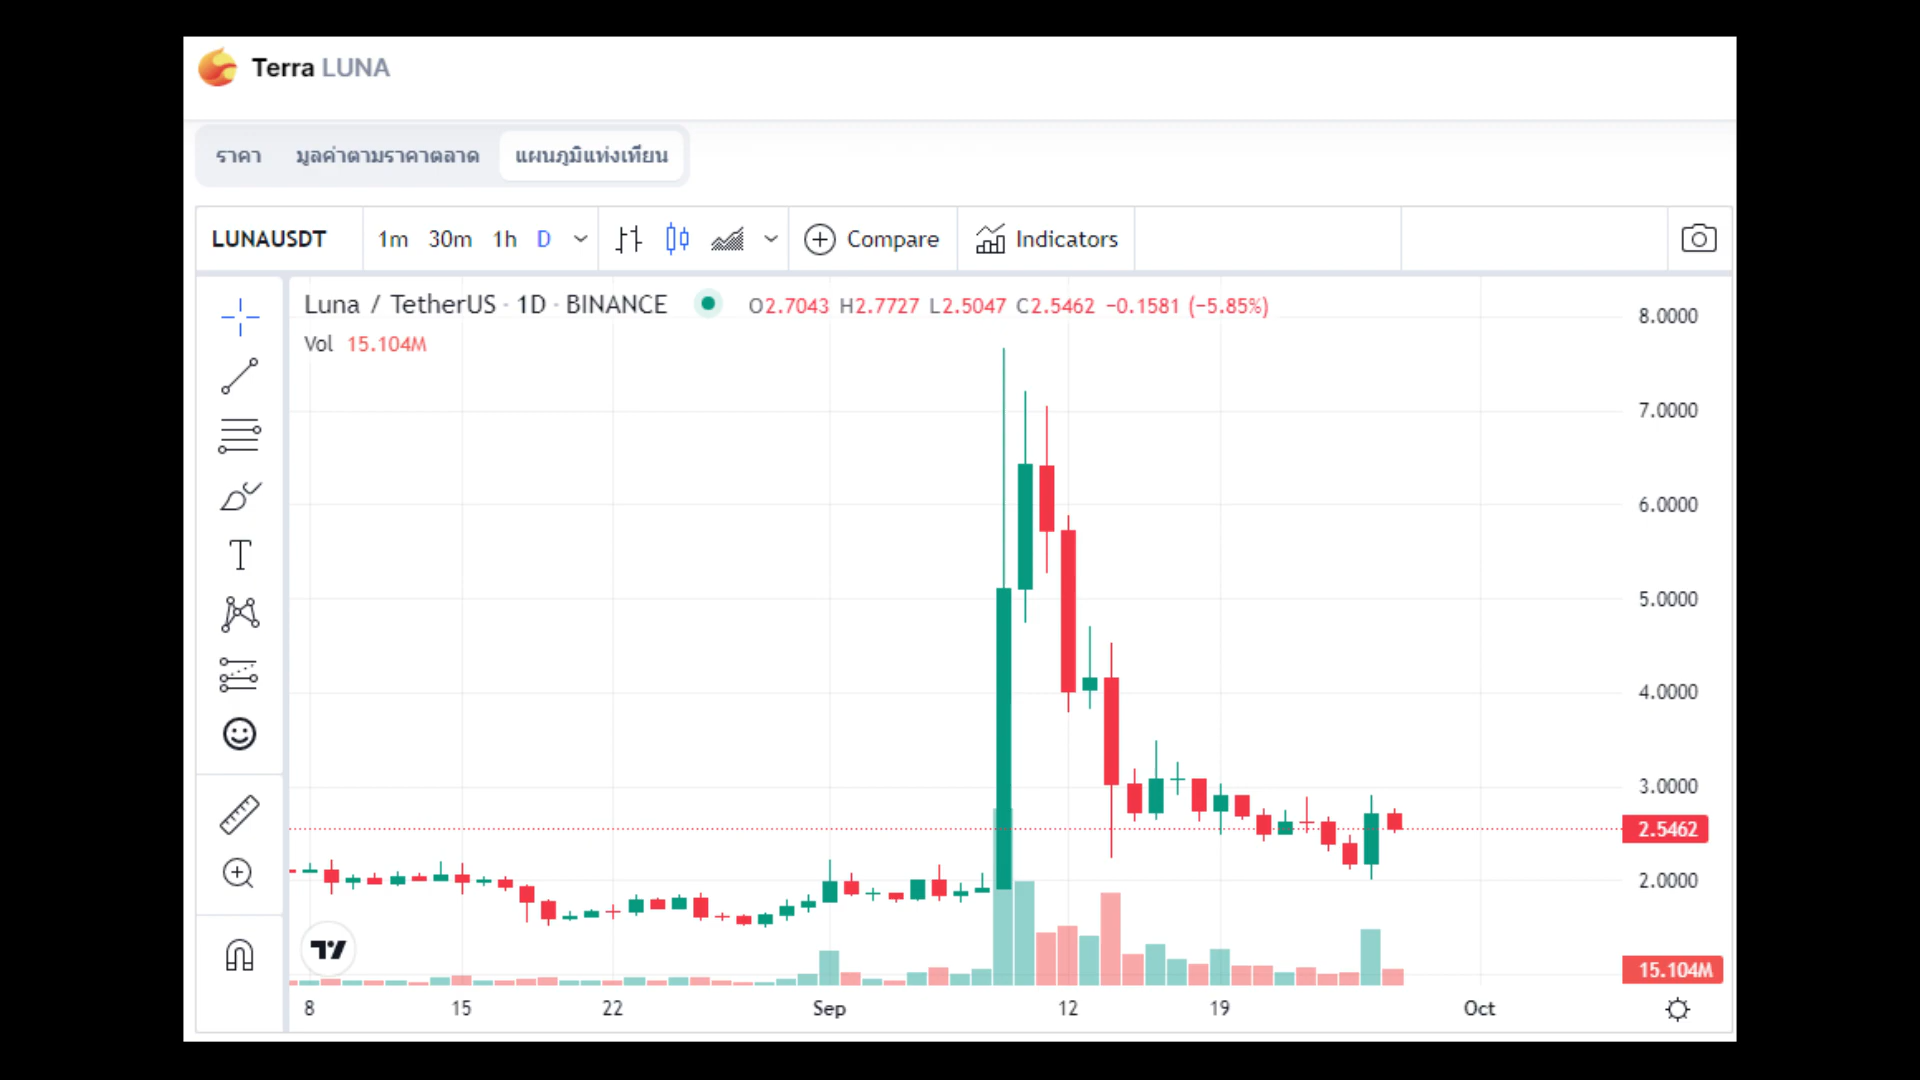 Terra LUNA
ราคา มูลค่าตามราคาตลาด แผนภูมิแท่งเทียน
LUNAUSDT 1m 30m 1h D Compare Indicators
Luna / TetherUS · 1D · BINANCE O2.7043 H2.7727 L2.5047 C2.5462 −0.1581 (−5.85%)
Vol 15.104M
8.0000
7.0000
6.0000
5.0000
4.0000
3.0000
2.5462
2.0000
15.104M
8 15 22 Sep 12 19 Oct